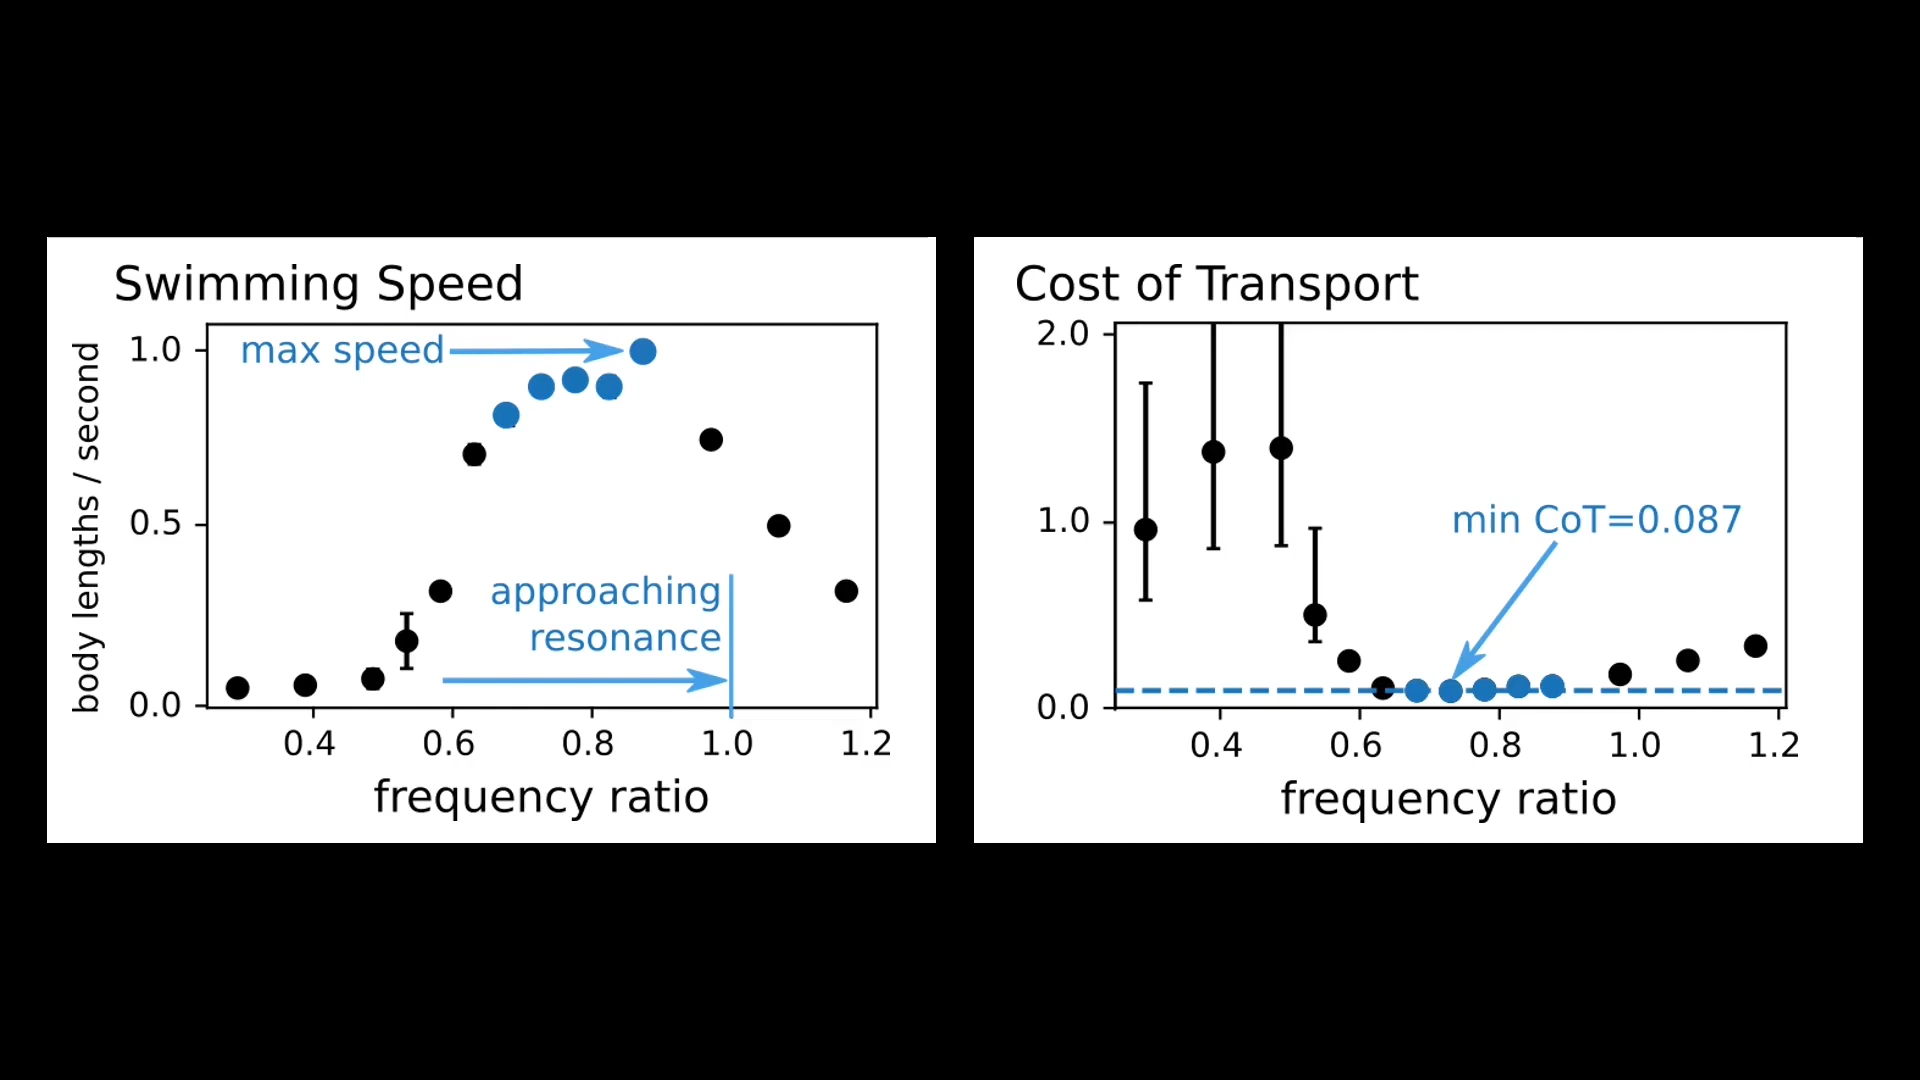 Swimming Speed
body lengths / second
1.0
0.5
0.0
max speed
approaching
resonance
0.4 0.6 0.8 1.0 1.2
frequency ratio
Cost of Transport
2.0
1.0
0.0
min CoT=0.087
0.4 0.6 0.8 1.0 1.2
frequency ratio